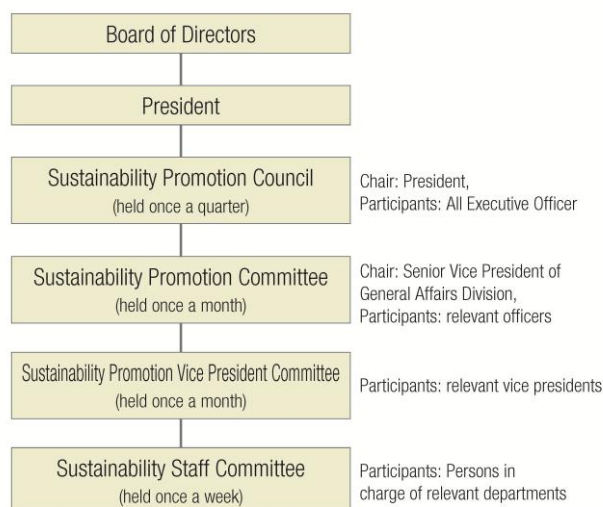 Board of Directors
President
Sustainability Promotion Council
(held once a quarter)
Chair: President,
Participants: All Executive Officer
Sustainability Promotion Committee
(held once a month)
Chair: Senior Vice President of
General Affairs Division,
Participants: relevant officers
Sustainability Promotion Vice President Committee
(held once a month)
Participants: relevant vice presidents
Sustainability Staff Committee
(held once a week)
Participants: Persons in
charge of relevant departments